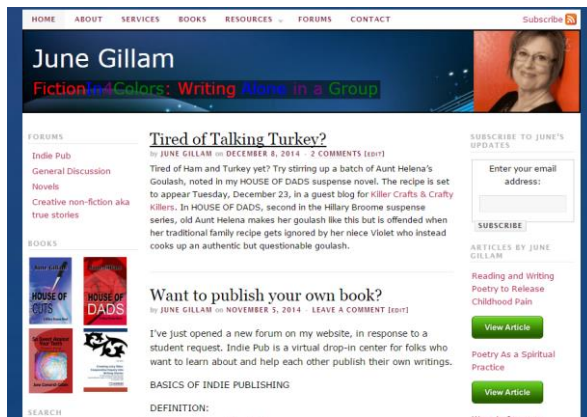 HOME ABOUT SERVICES BOOKS RESOURCES FORUMS CONTACT Subscribe
June Gillam
FictionIn4Colors: Writing Alone in a Group
FORUMS
Indie Pub
General Discussion
Novels
Creative non-fiction aka
true stories
BOOKS
June Gillam
HOUSE OF
CUTS
June Gillam
HOUSE OF
DADS
SEARCH
Tired of Talking Turkey?
by JUNE GILLAM on DECEMBER 8, 2014 · 2 COMMENTS [EDIT]
Tired of Ham and Turkey yet? Try stirring up a batch of Aunt Helena's
Goulash, noted in my HOUSE OF DADS suspense novel. The recipe is set
to appear Tuesday, December 23, in a guest blog for Killer Crafts & Crafty
Killers. In HOUSE OF DADS, second in the Hillary Broome suspense
series, old Aunt Helena makes her goulash like this but is offended when
her traditional family recipe gets ignored by her niece Violet who instead
cooks up an authentic but questionable goulash.
Want to publish your own book?
by JUNE GILLAM on NOVEMBER 5, 2014 · LEAVE A COMMENT [EDIT]
I've just opened a new forum on my website, in response to a
student request. Indie Pub is a virtual drop-in center for folks who
want to learn about and help each other publish their own writings.
BASICS OF INDIE PUBLISHING
DEFINITION:
SUBSCRIBE TO JUNE'S
UPDATES
Enter your email
address:
SUBSCRIBE
ARTICLES BY JUNE
GILLAM
Reading and Writing
Poetry to Release
Childhood Pain
View Article
Poetry As a Spiritual
Practice
View Article